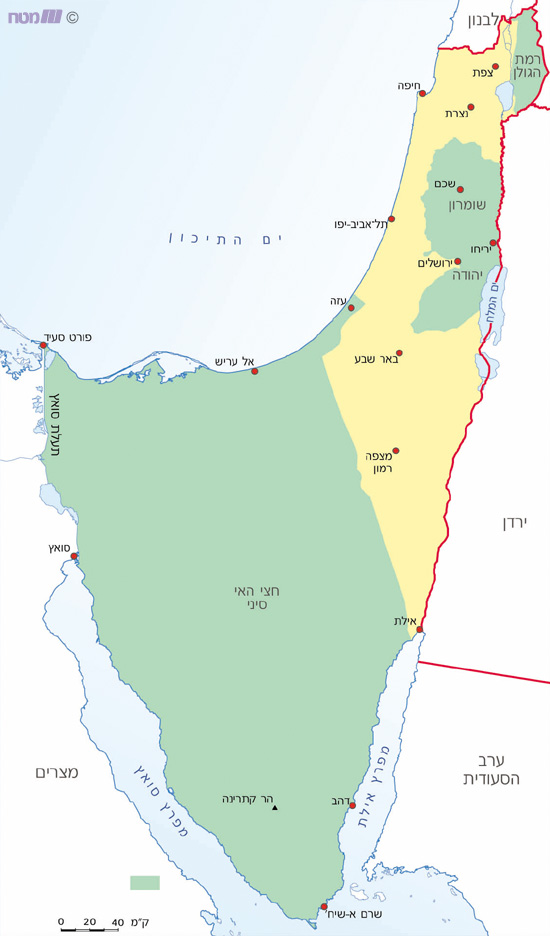 © מטח
לבנון
רמת
הגולן
צפת
חיפה
נצרת
שכם
שומרון
תל־אביב-יפו
ים התיכון
יריחו
ירושלים
יהודה
ים המלח
עזה
פורט סעיד
באר שבע
אל עריש
תעלת סואץ
מצפה
רמון
ירדן
סואץ
חצי האי
סיני
אילת
ערב
הסעודית
מצרים
מפרץ סואץ
מפרץ אילת
הר קתרינה
דהב
שרם א-שיח'
0 20 40 ק"מ